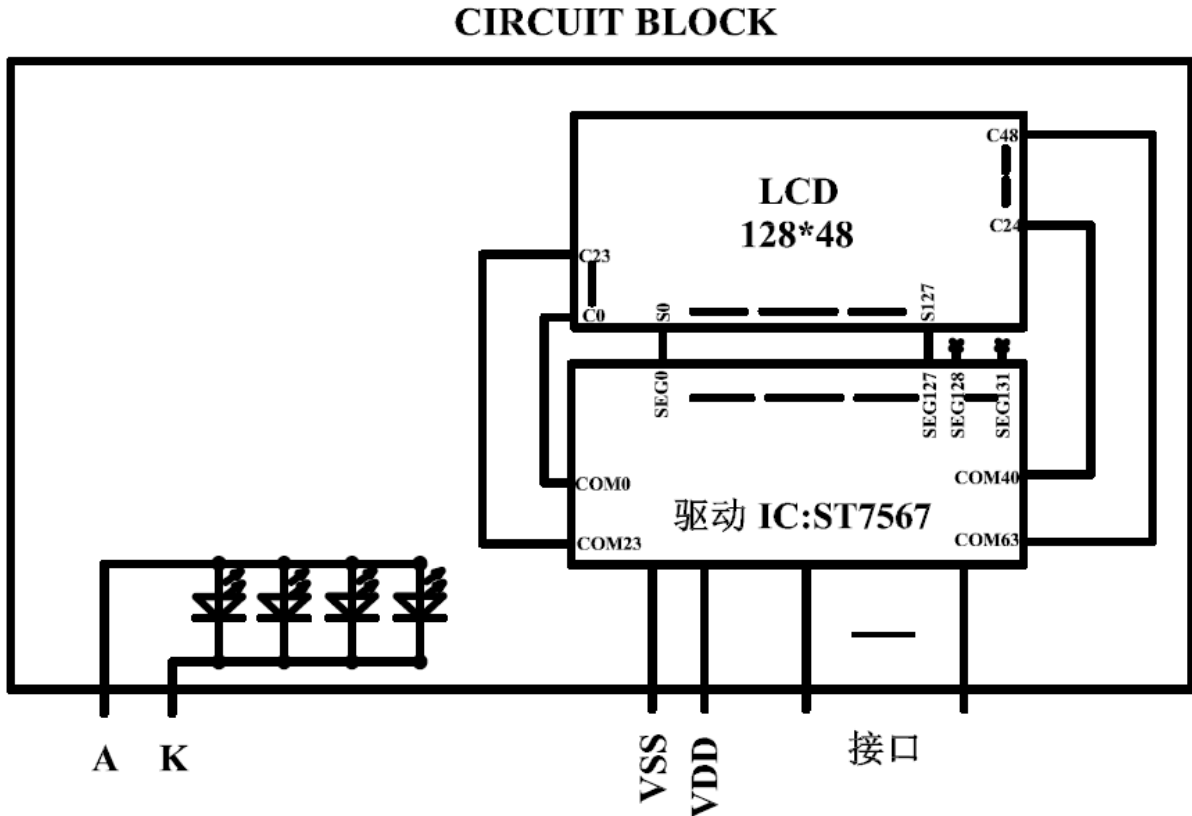 CIRCUIT BLOCK
C48
LCD
128*48
C24
C23
C0
S0
S127
SEG0
SEG127
SEG128
SEG131
COM0
COM40
驱动 IC:ST7567
COM23
COM63
A
K
VSS
VDD
接口